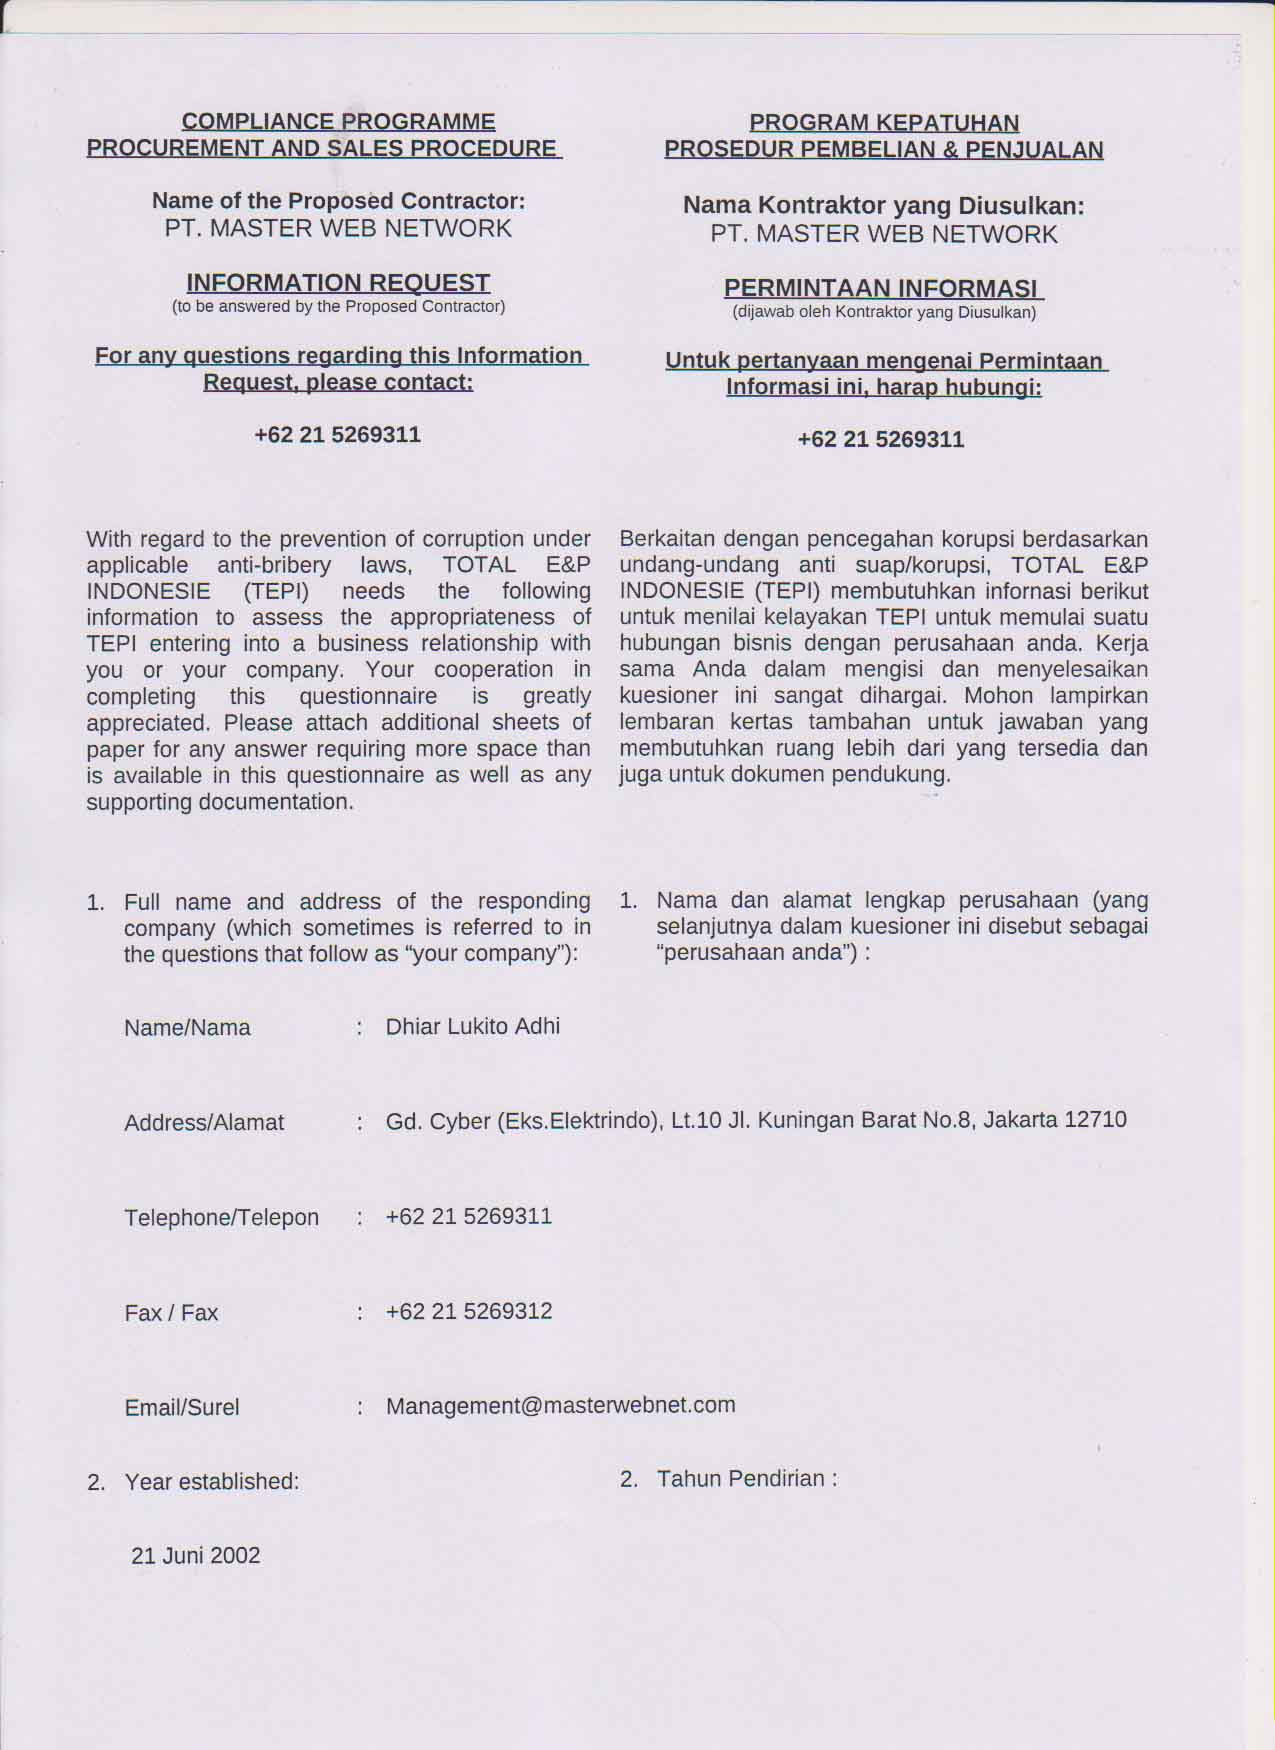 COMPLIANCE PROGRAMME
PROCUREMENT AND SALES PROCEDURE
Name of the Proposed Contractor:
PT. MASTER WEB NETWORK
INFORMATION REQUEST
(to be answered by the Proposed Contractor)
For any questions regarding this Information
Request, please contact:
+62 21 5269311
PROGRAM KEPATUHAN
PROSEDUR PEMBELIAN & PENJUALAN
Nama Kontraktor yang Diusulkan:
PT. MASTER WEB NETWORK
PERMINTAAN INFORMASI
(dijawab oleh Kontraktor yang Diusulkan)
Untuk pertanyaan mengenai Permintaan
Informasi ini, harap hubungi:
+62 21 5269311
With regard to the prevention of corruption under
applicable anti-bribery laws, TOTAL E&P
INDONESIE (TEPI) needs the following
information to assess the appropriateness of
TEPI entering into a business relationship with
you or your company. Your cooperation in
completing this questionnaire is greatly
appreciated. Please attach additional sheets of
paper for any answer requiring more space than
is available in this questionnaire as well as any
supporting documentation.
Berkaitan dengan pencegahan korupsi berdasarkan
undang-undang anti suap/korupsi, TOTAL E&P
INDONESIE (TEPI) membutuhkan infornasi berikut
untuk menilai kelayakan TEPI untuk memulai suatu
hubungan bisnis dengan perusahaan anda. Kerja
sama Anda dalam mengisi dan menyelesaikan
kuesioner ini sangat dihargai. Mohon lampirkan
lembaran kertas tambahan untuk jawaban yang
membutuhkan ruang lebih dari yang tersedia dan
juga untuk dokumen pendukung.
1. Full name and address of the responding
company (which sometimes is referred to in
the questions that follow as “your company”):
1. Nama dan alamat lengkap perusahaan (yang
selanjutnya dalam kuesioner ini disebut sebagai
“perusahaan anda”) :
Name/Nama : Dhiar Lukito Adhi
Address/Alamat : Gd. Cyber (Eks.Elektrindo), Lt.10 Jl. Kuningan Barat No.8, Jakarta 12710
Telephone/Telepon : +62 21 5269311
Fax / Fax : +62 21 5269312
Email/Surel : Management@masterwebnet.com
2. Year established:
2. Tahun Pendirian :
21 Juni 2002